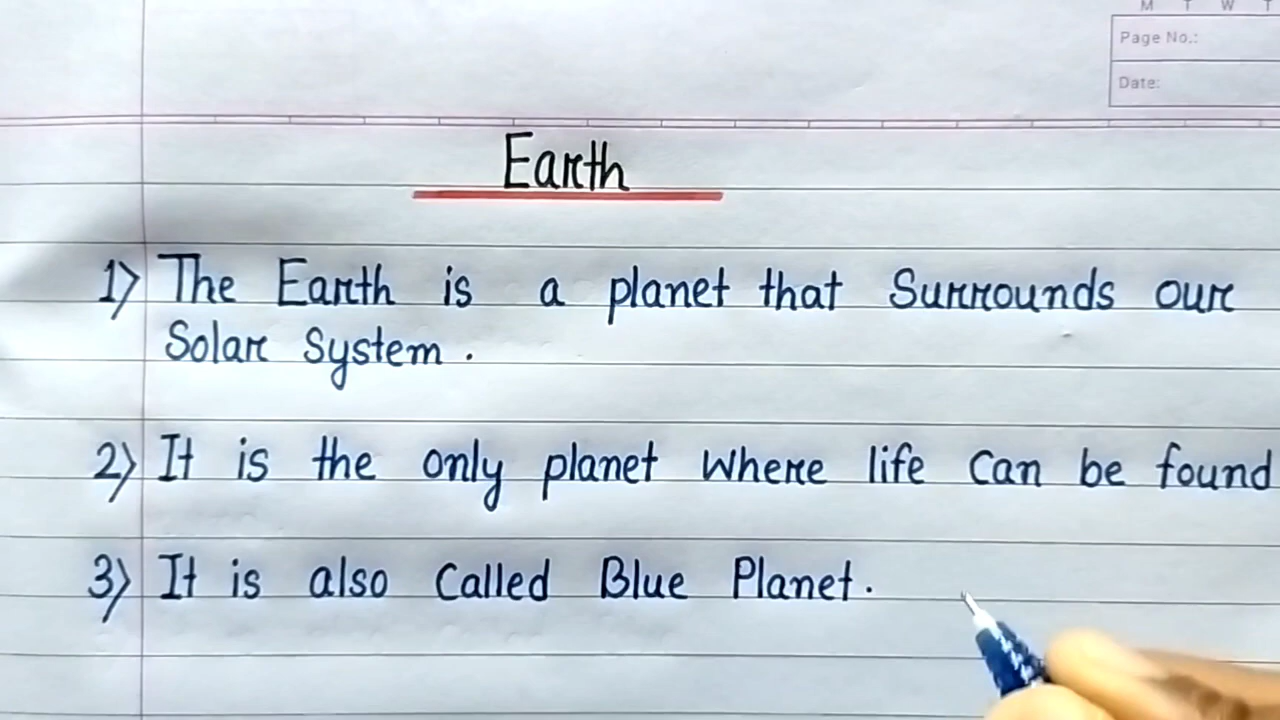 M T W T
Page No.:
Date:
Earth
1) The Earth is a planet that Surrounds our
Solar System.
2) It is the only planet where life can be found
3) It is also called Blue Planet.